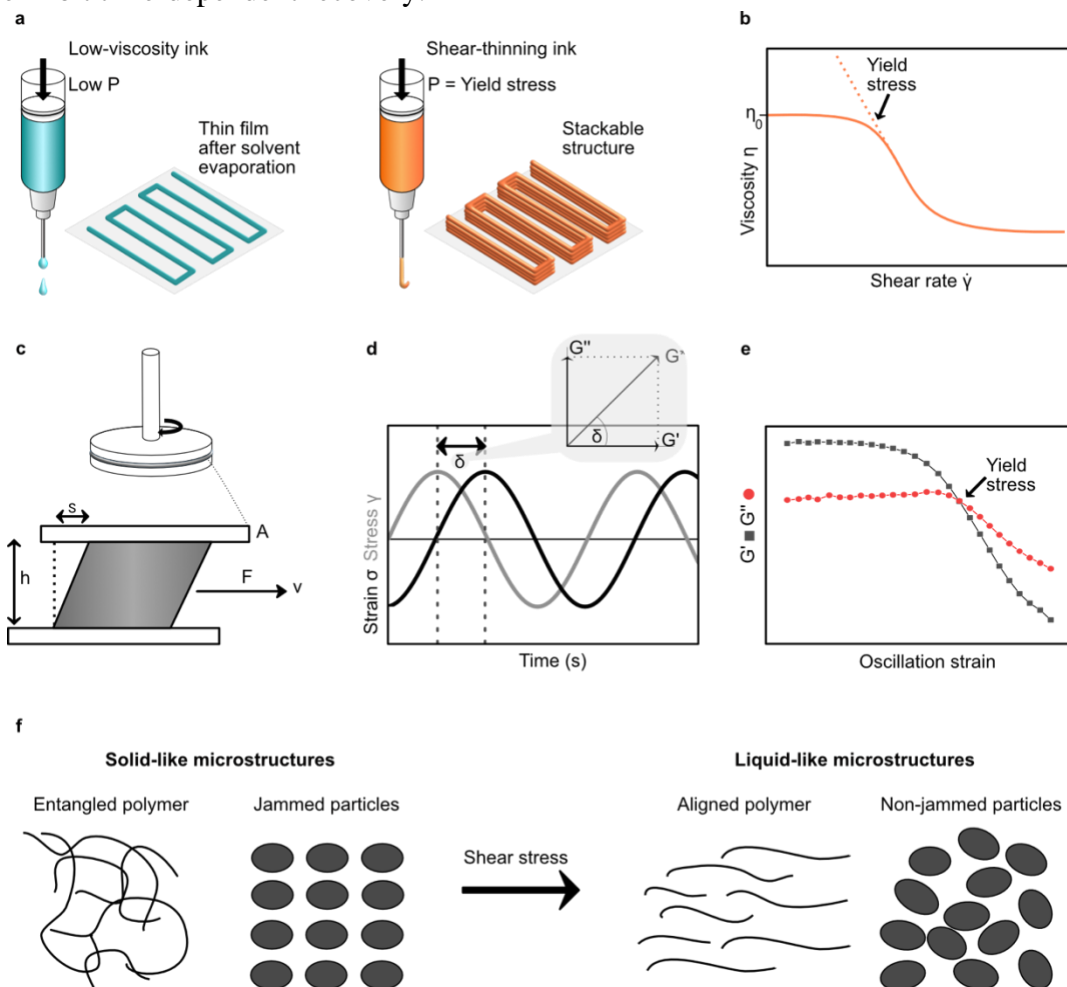 dependent recovery.
a
Low-viscosity ink
Low P
Thin film
after solvent
evaporation
Shear-thinning ink
P = Yield stress
Stackable
structure
b
Yield
stress
η0
Viscosity η
Shear rate γ̇
c
s
A
h
F
v
d
G''
G*
δ
G'
δ
Strain σ Stress γ
Time (s)
e
Yield
stress
G' ■ G'' ●
Oscillation strain
f
Solid-like microstructures
Liquid-like microstructures
Entangled polymer
Jammed particles
Shear stress
Aligned polymer
Non-jammed particles